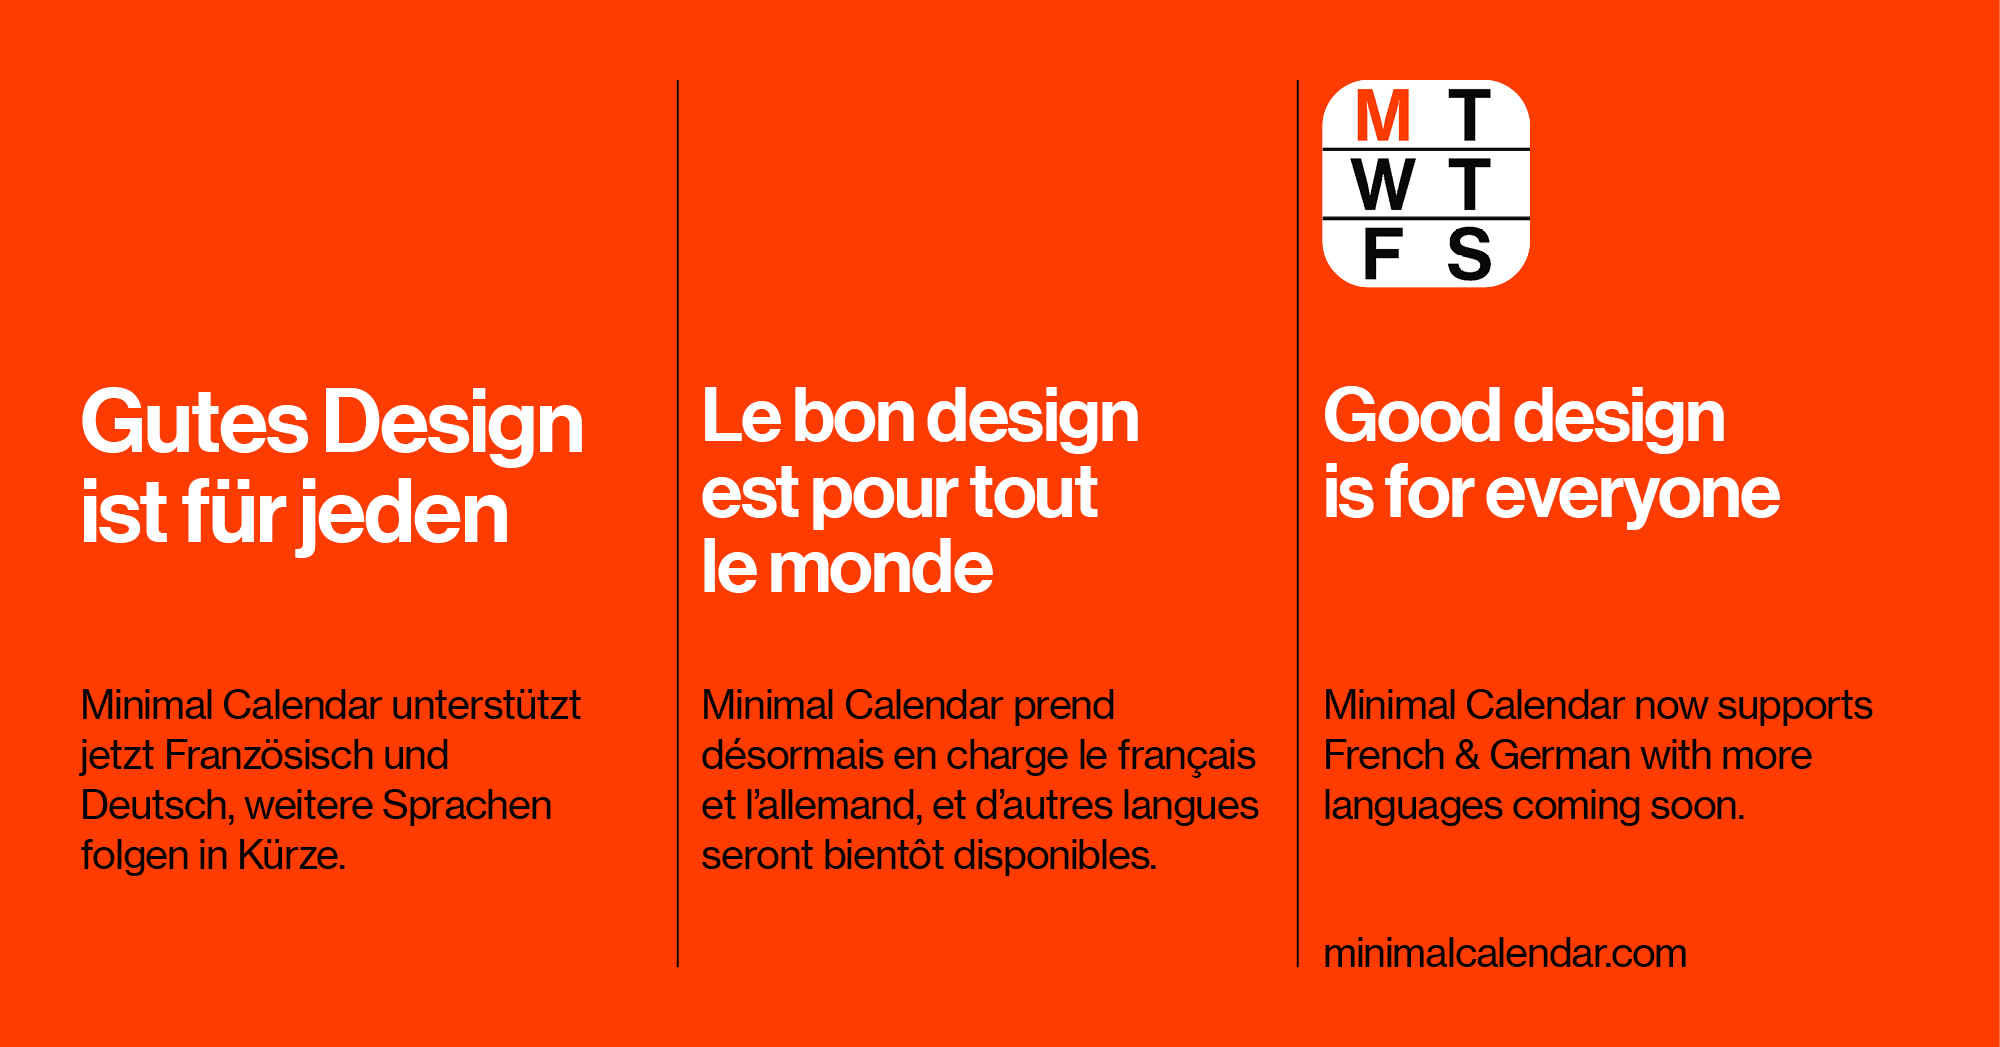 Gutes Design
ist für jeden
Minimal Calendar unterstützt
jetzt Französisch und
Deutsch, weitere Sprachen
folgen in Kürze.
Le bon design
est pour tout
le monde
Minimal Calendar prend
désormais en charge le français
et l’allemand, et d’autres langues
seront bientôt disponibles.
M T
W T
F S
Good design
is for everyone
Minimal Calendar now supports
French & German with more
languages coming soon.
minimalcalendar.com